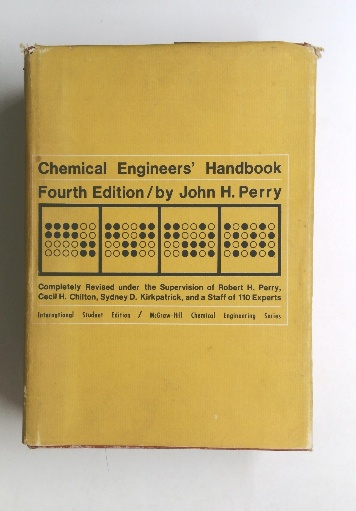 Chemical Engineers' Handbook
Fourth Edition/by John H. Perry
Completely Revised under the Supervision of Robert H. Perry,
Cecil H. Chilton, Sydney D. Kirkpatrick, and a Staff of 110 Experts
International Student Edition / McGraw-Hill Chemical Engineering Series